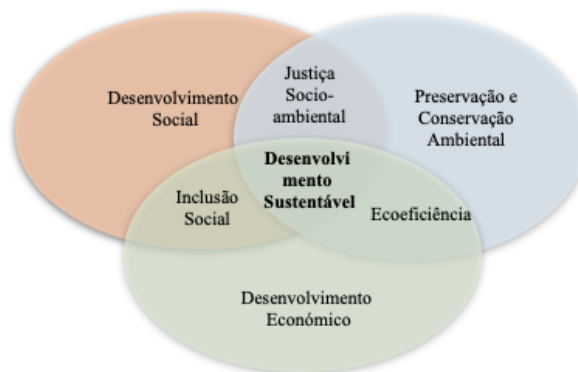 Desenvolvimento
Social
Justiça
Socio-
ambiental
Preservação e
Conservação
Ambiental
Desenvolvi
mento
Sustentável
Inclusão
Social
Ecoeficiência
Desenvolvimento
Económico